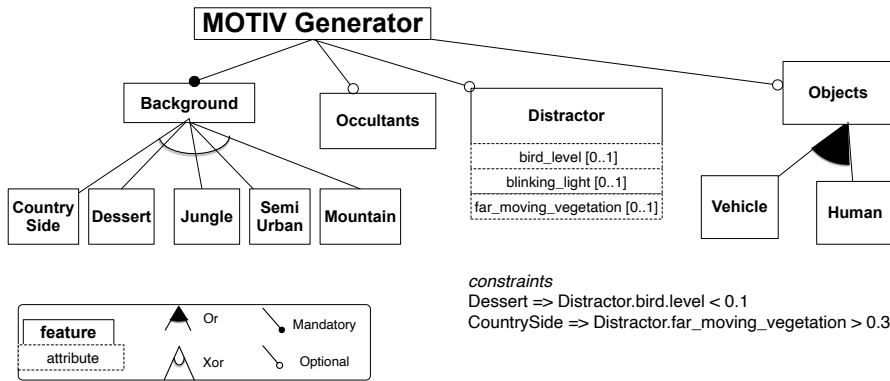 MOTIV Generator
Background
Occultants
Distractor
bird_level [0..1]
blinking_light [0..1]
far_moving_vegetation [0..1]
Objects
Country
Side
Dessert
Jungle
Semi
Urban
Mountain
Vehicle
Human
constraints
Dessert => Distractor.bird.level < 0.1
CountrySide => Distractor.far_moving_vegetation > 0.3
feature
attribute
Or
Xor
Mandatory
Optional